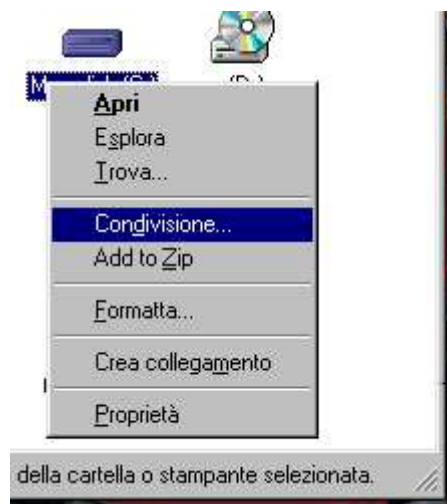 Apri
Esplora
Trova...
Condivisione...
Add to Zip
Formatta...
Crea collegamento
Proprietà
della cartella o stampante selezionata.